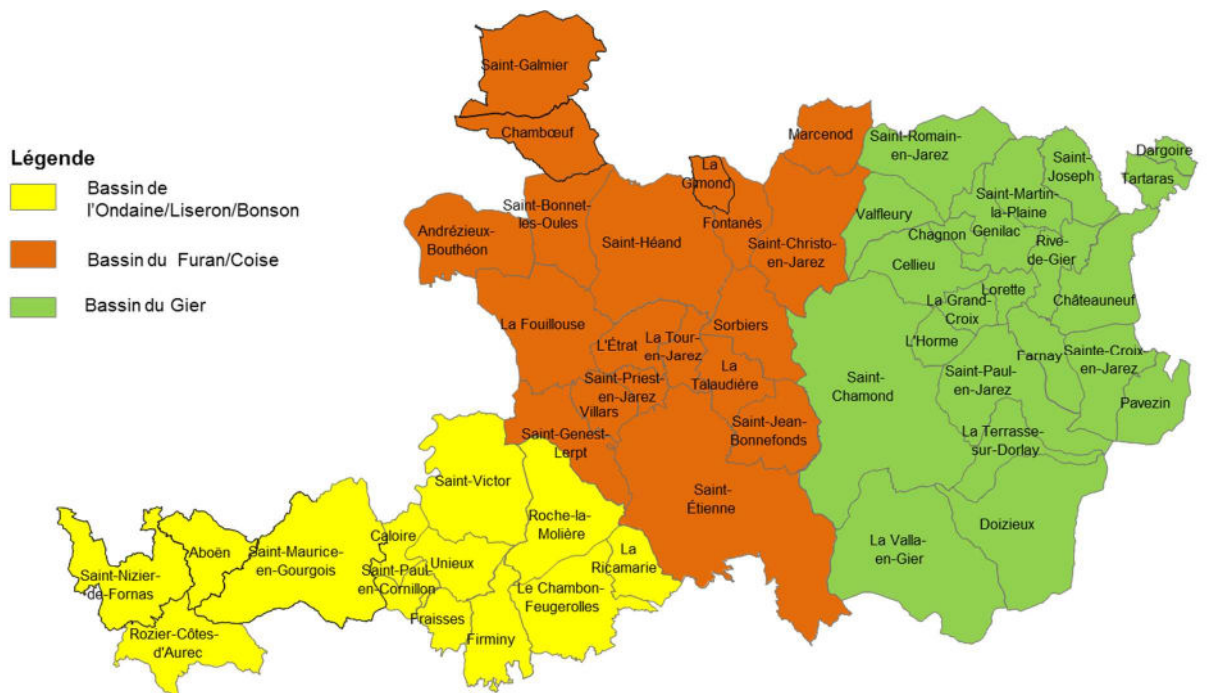 Légende
Bassin de
l'Ondaine/Liseron/Bonson
Bassin du Furan/Coise
Bassin du Gier
Saint-Galmier
Chambœuf
Marcenod
La
Gimond
Saint-Bonnet-
les-Oules
Andrézieux-
Bouthéon
Saint-Héand
Fontanès
Saint-Christo-
en-Jarez
La Fouillouse
L'Étrat
La Tour-
en-Jarez
Sorbiers
La
Talaudière
Saint-Priest-
en-Jarez
Villars
Saint-Genest-
Lerpt
Saint-Jean-
Bonnefonds
Saint-
Étienne
Saint-Romain-
en-Jarez
Saint-
Joseph
Dargoire
Tartaras
Saint-Martin-
la-Plaine
Valfleury
Chagnon
Genilac
Rive-
de-Gier
Cellieu
Lorette
La Grand-
Croix
Châteauneuf
L'Horme
Saint-
Chamond
Saint-Paul-
en-Jarez
Farnay
Sainte-Croix-
en-Jarez
Pavezin
La Terrasse-
sur-Dorlay
Doizieux
La Valla-
en-Gier
Saint-Victor
Roche-la-
Molière
La
Ricamarie
Caloire
Unieux
Saint-Paul-
en-Cornillon
Le Chambon-
Feugerolles
Fraisses
Firminy
Aboën
Saint-Maurice-
en-Gourgois
Saint-Nizier-
de-Fornas
Rozier-Côtes-
d'Aurec